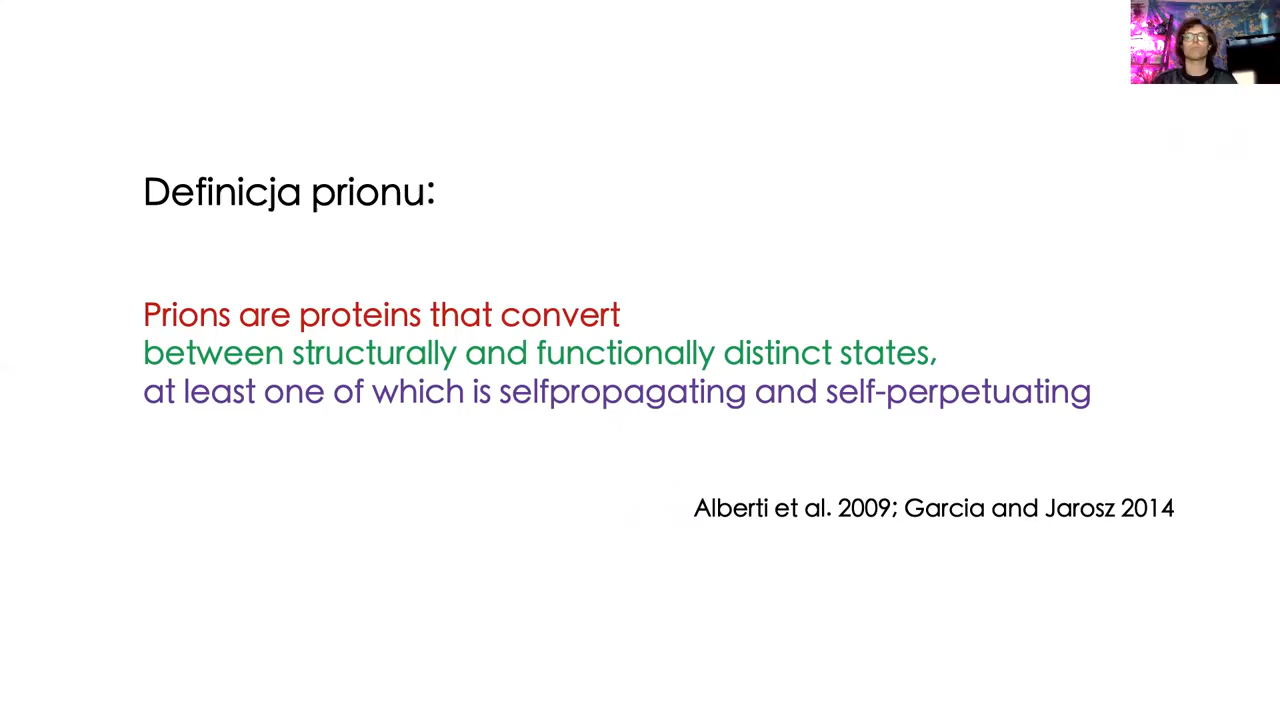 Definicja prionu:
Prions are proteins that convert
between structurally and functionally distinct states,
at least one of which is selfpropagating and self-perpetuating
Alberti et al. 2009; Garcia and Jarosz 2014